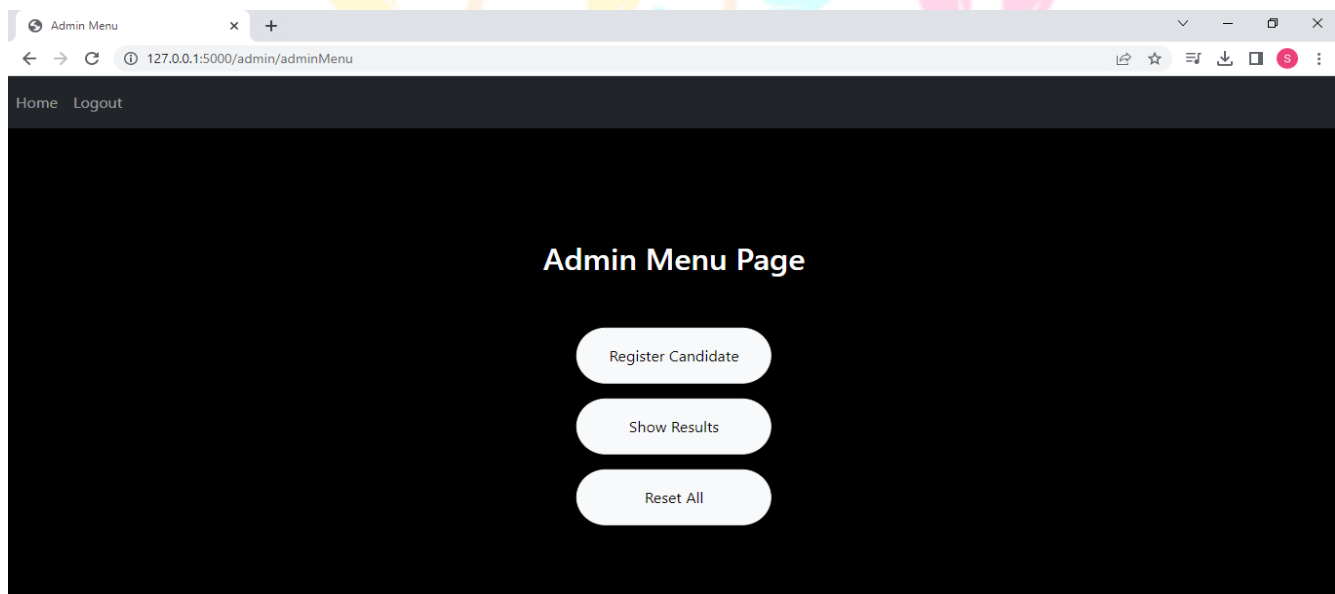 Admin Menu
127.0.0.1:5000/admin/adminMenu
S
Home Logout
Admin Menu Page
Register Candidate
Show Results
Reset All